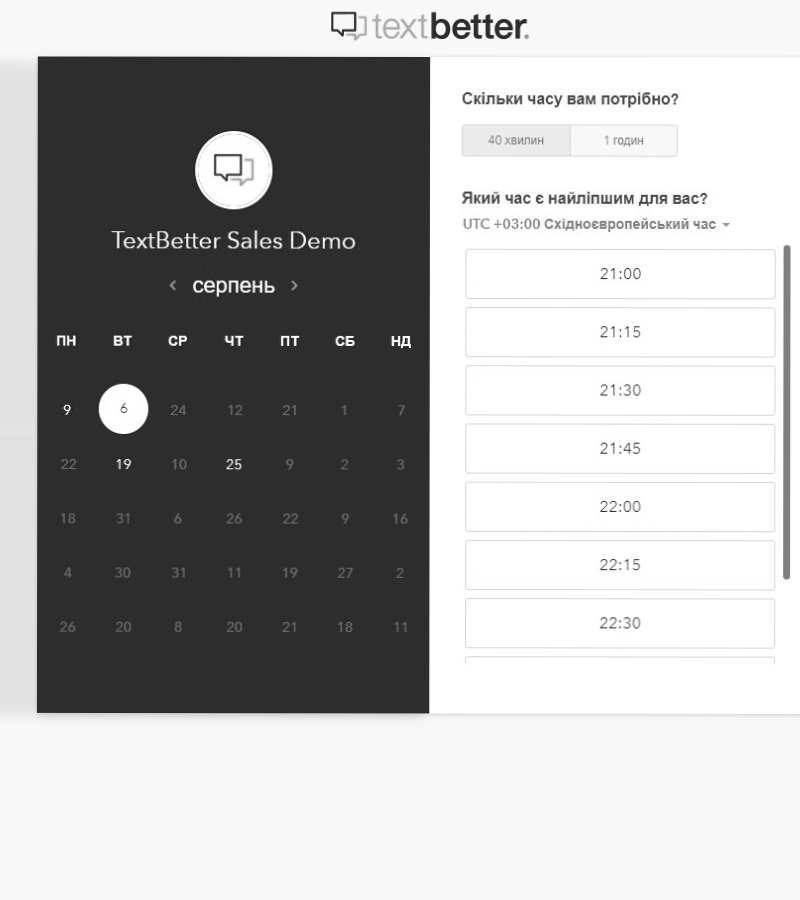 textbetter.
TextBetter Sales Demo
серпень
ПН ВТ СР ЧТ ПТ СБ НД
9 6 24 12 21 1 7
22 19 10 25 9 2 3
18 31 6 26 22 9 16
4 30 31 11 19 27 2
26 20 8 20 21 18 11
Скільки часу вам потрібно?
40 хвилин 1 годин
Який час є найліпшим для вас?
UTC +03:00 Східноєвропейський час
21:00
21:15
21:30
21:45
22:00
22:15
22:30